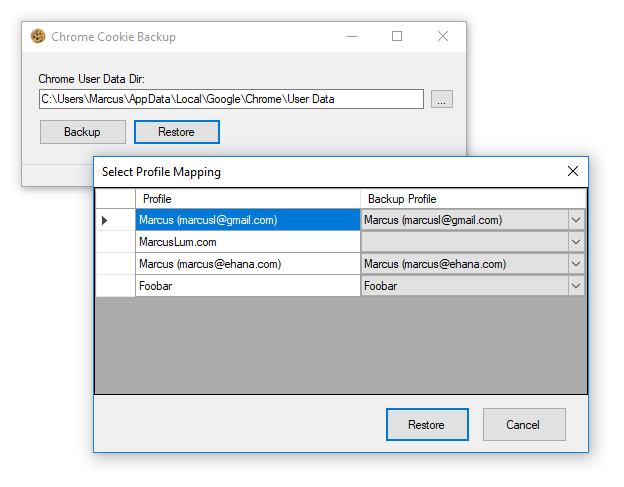 Chrome Cookie Backup
Chrome User Data Dir:
C:\Users\Marcus\AppData\Local\Google\Chrome\User Data
...
Backup Restore
Select Profile Mapping
Profile Backup Profile
Marcus (marcusl@gmail.com) Marcus (marcusl@gmail.com)
MarcusLum.com
Marcus (marcus@ehana.com) Marcus (marcus@ehana.com)
Foobar Foobar
Restore Cancel